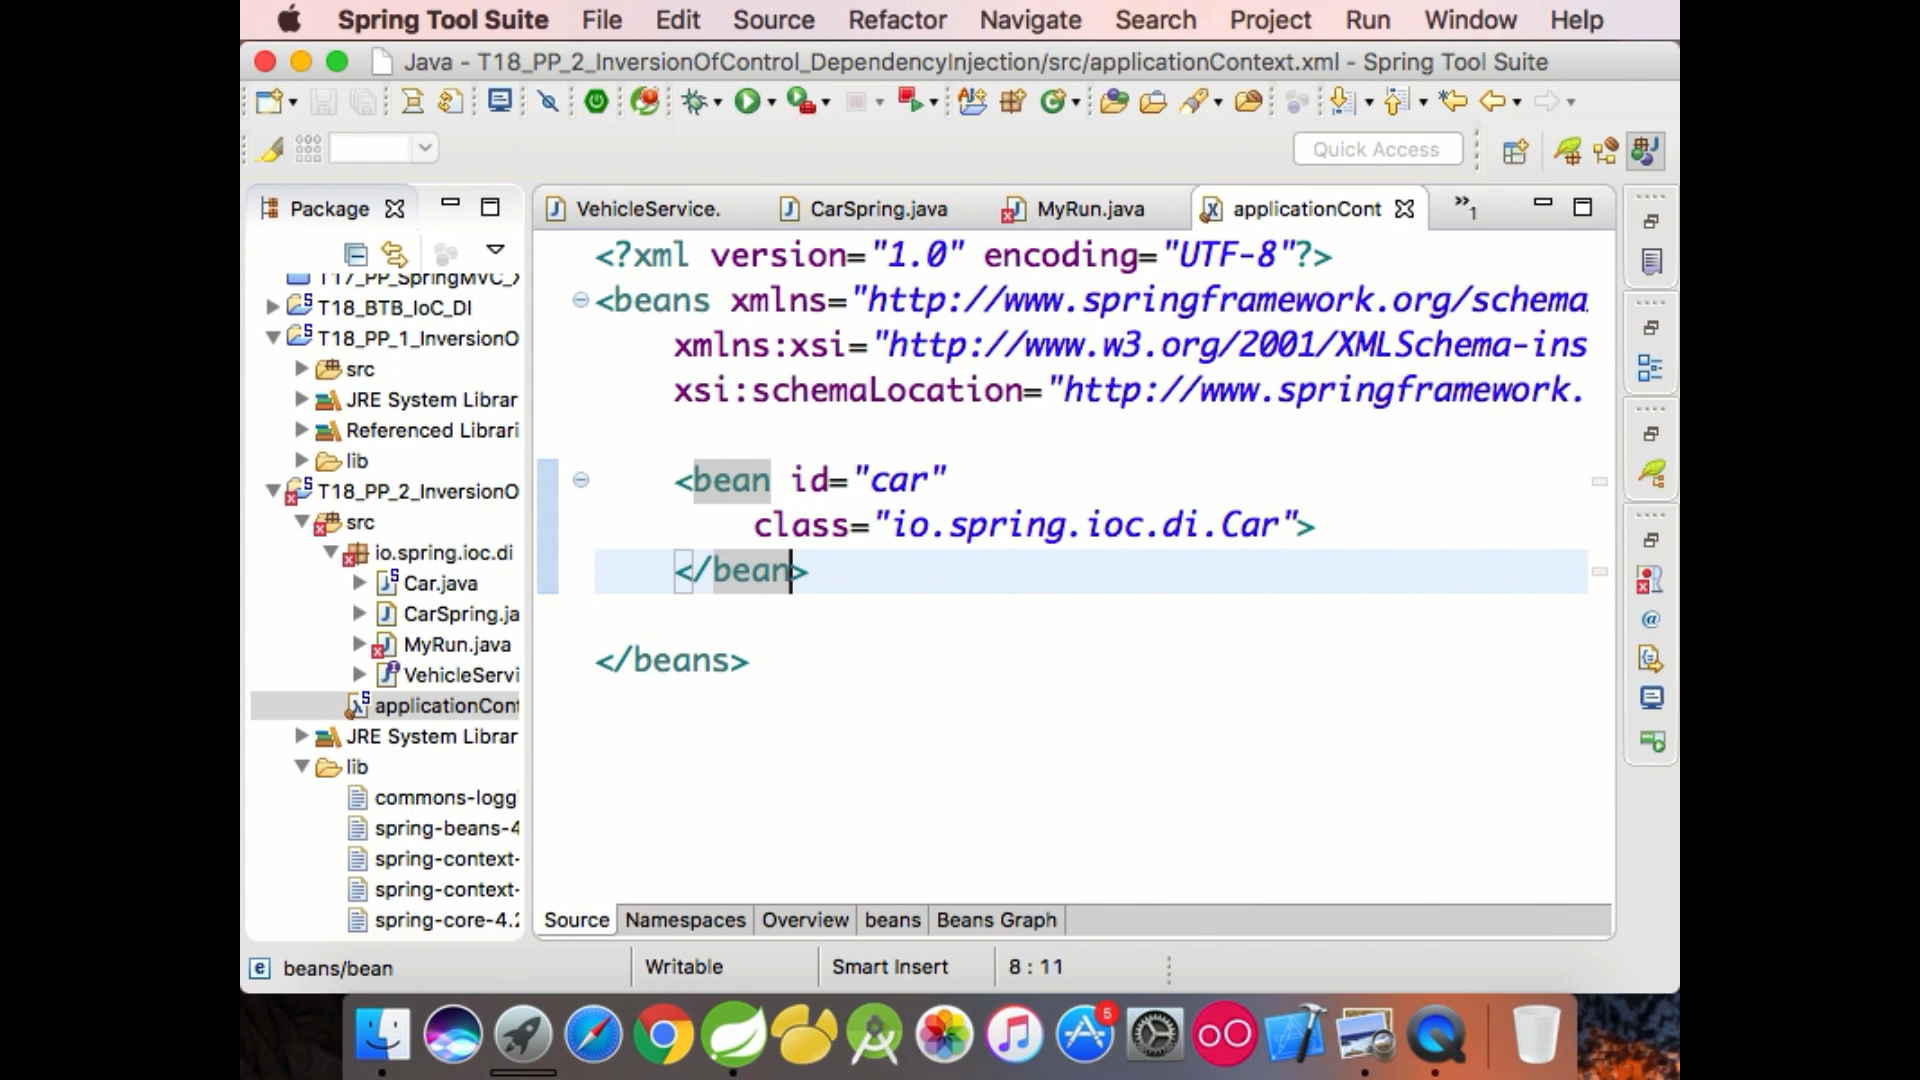 Spring Tool Suite File Edit Source Refactor Navigate Search Project Run Window Help
Java - T18_PP_2_InversionOfControl_DependencyInjection/src/applicationContext.xml - Spring Tool Suite
Quick Access
Package
VehicleService.
CarSpring.java
MyRun.java
applicationCont
»1
T17_PP_SpringMVC_X
T18_BTB_IoC_DI
T18_PP_1_InversionO
src
JRE System Librar
Referenced Librari
lib
T18_PP_2_InversionO
src
io.spring.ioc.di
Car.java
CarSpring.ja
MyRun.java
VehicleServi
applicationCont
JRE System Librar
lib
commons-logg
spring-beans-4
spring-context-
spring-context-
spring-core-4.2
<?xml version="1.0" encoding="UTF-8"?>
<beans xmlns="http://www.springframework.org/schema
xmlns:xsi="http://www.w3.org/2001/XMLSchema-ins
xsi:schemaLocation="http://www.springframework.
<bean id="car"
class="io.spring.ioc.di.Car">
</bean>
</beans>
Source Namespaces Overview beans Beans Graph
beans/bean
Writable
Smart Insert
8 : 11
5